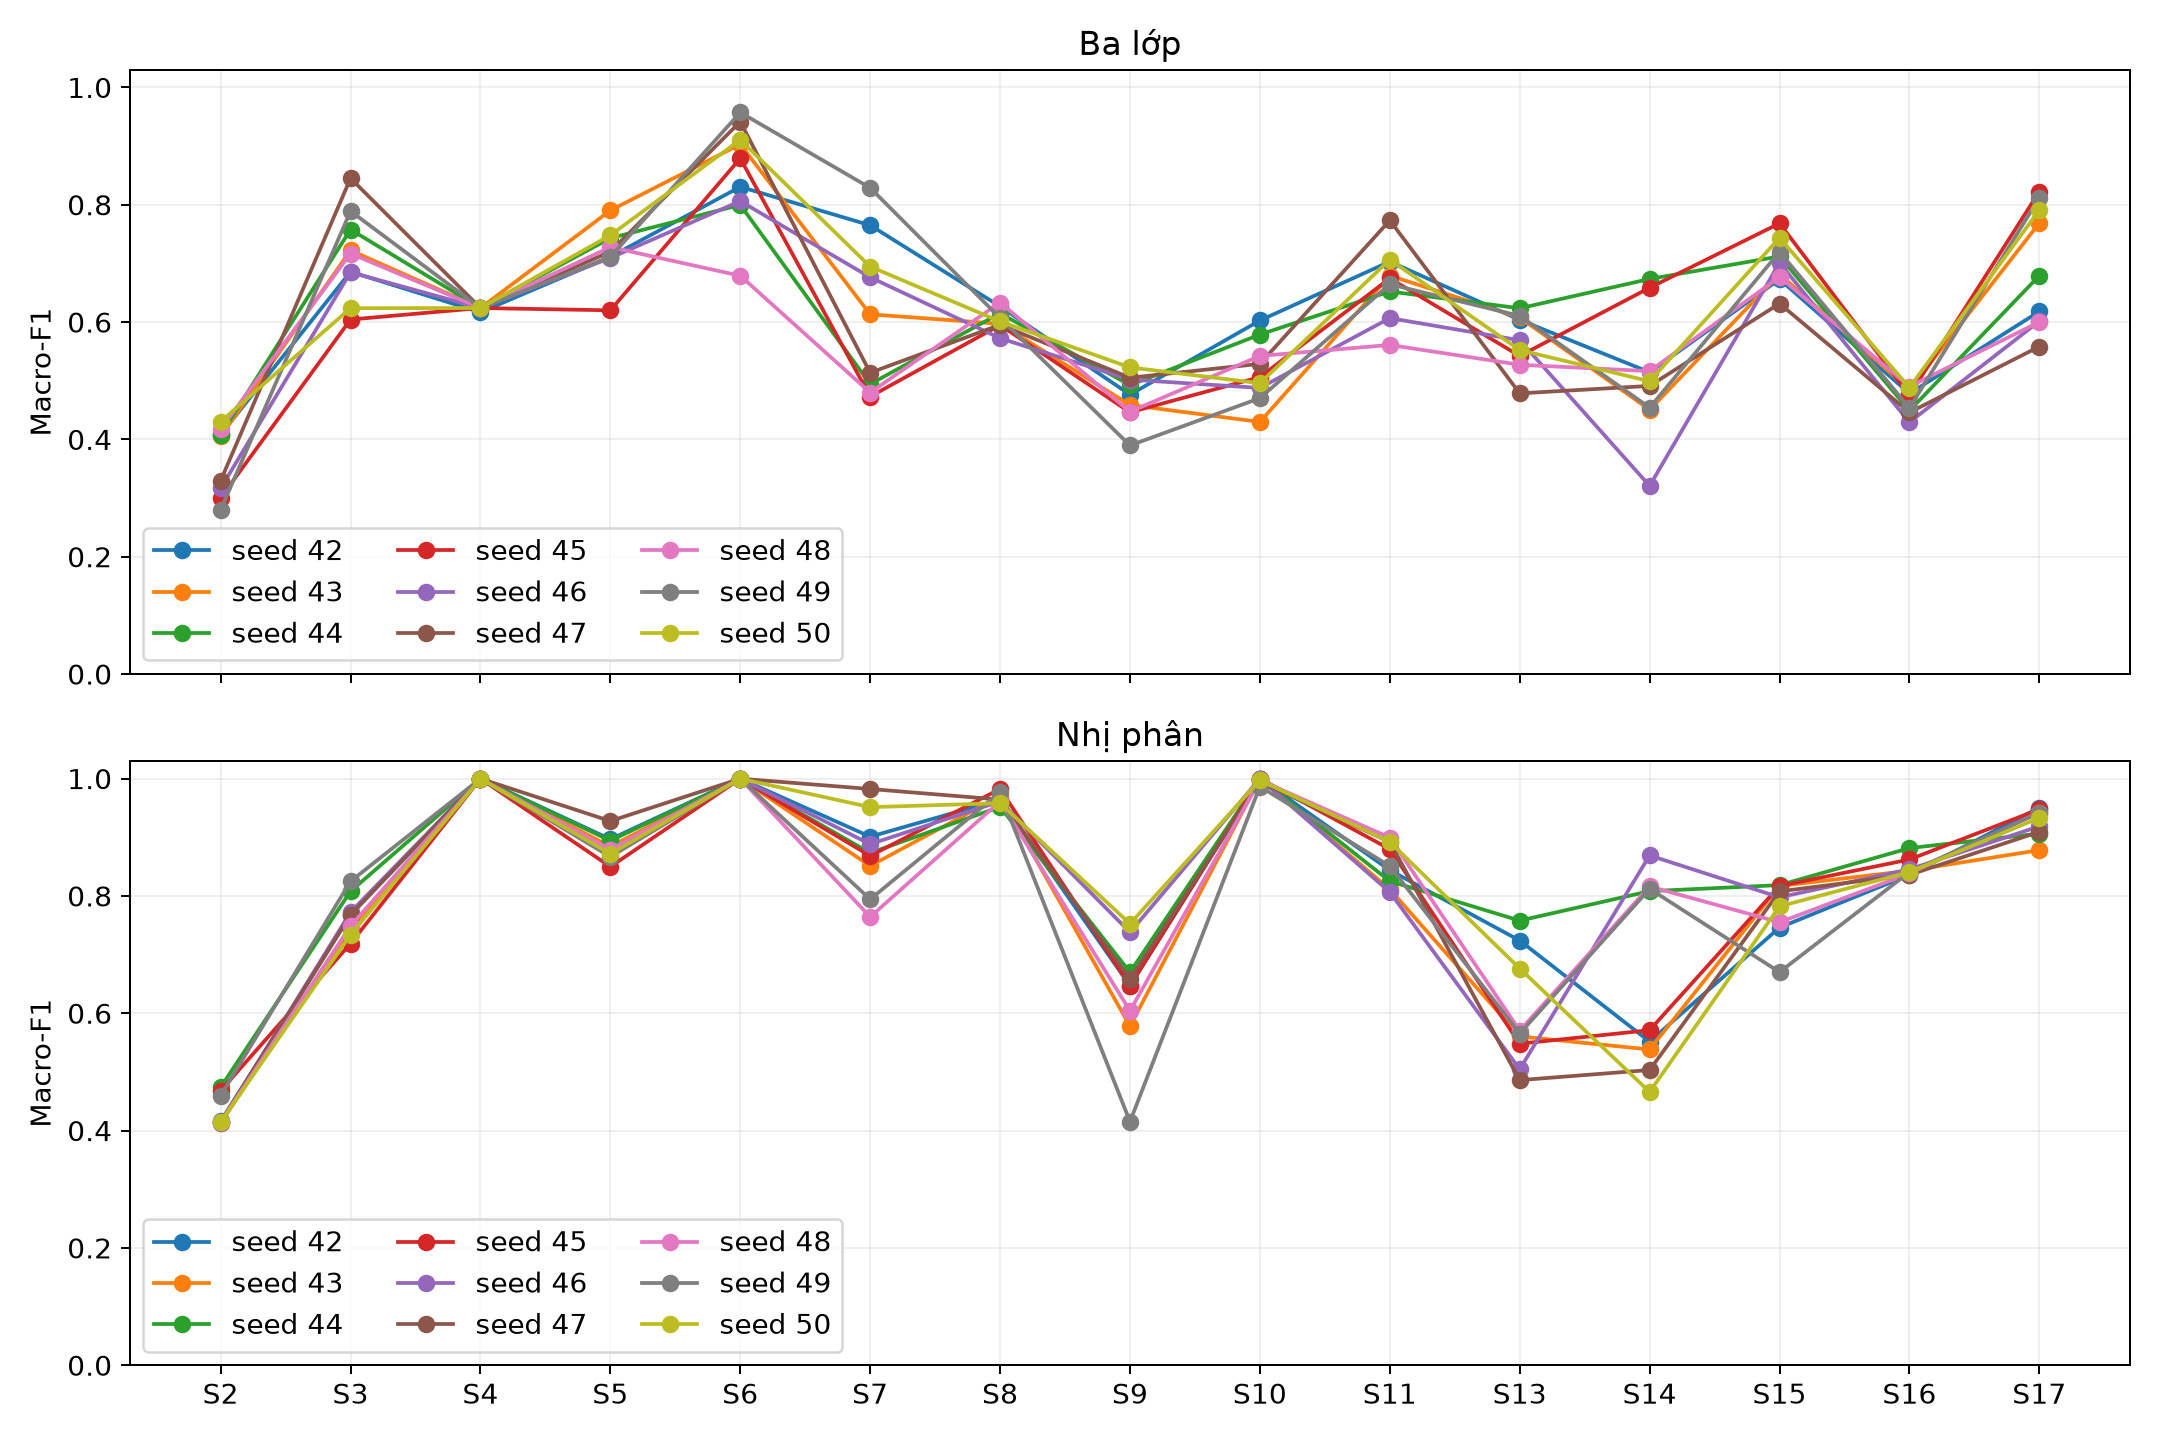 Ba lớp
Macro-F1
1.0
0.8
0.6
0.4
0.2
0.0
seed 42 seed 45 seed 48
seed 43 seed 46 seed 49
seed 44 seed 47 seed 50
Nhị phân
Macro-F1
1.0
0.8
0.6
0.4
0.2
0.0
seed 42 seed 45 seed 48
seed 43 seed 46 seed 49
seed 44 seed 47 seed 50
S2 S3 S4 S5 S6 S7 S8 S9 S10 S11 S13 S14 S15 S16 S17